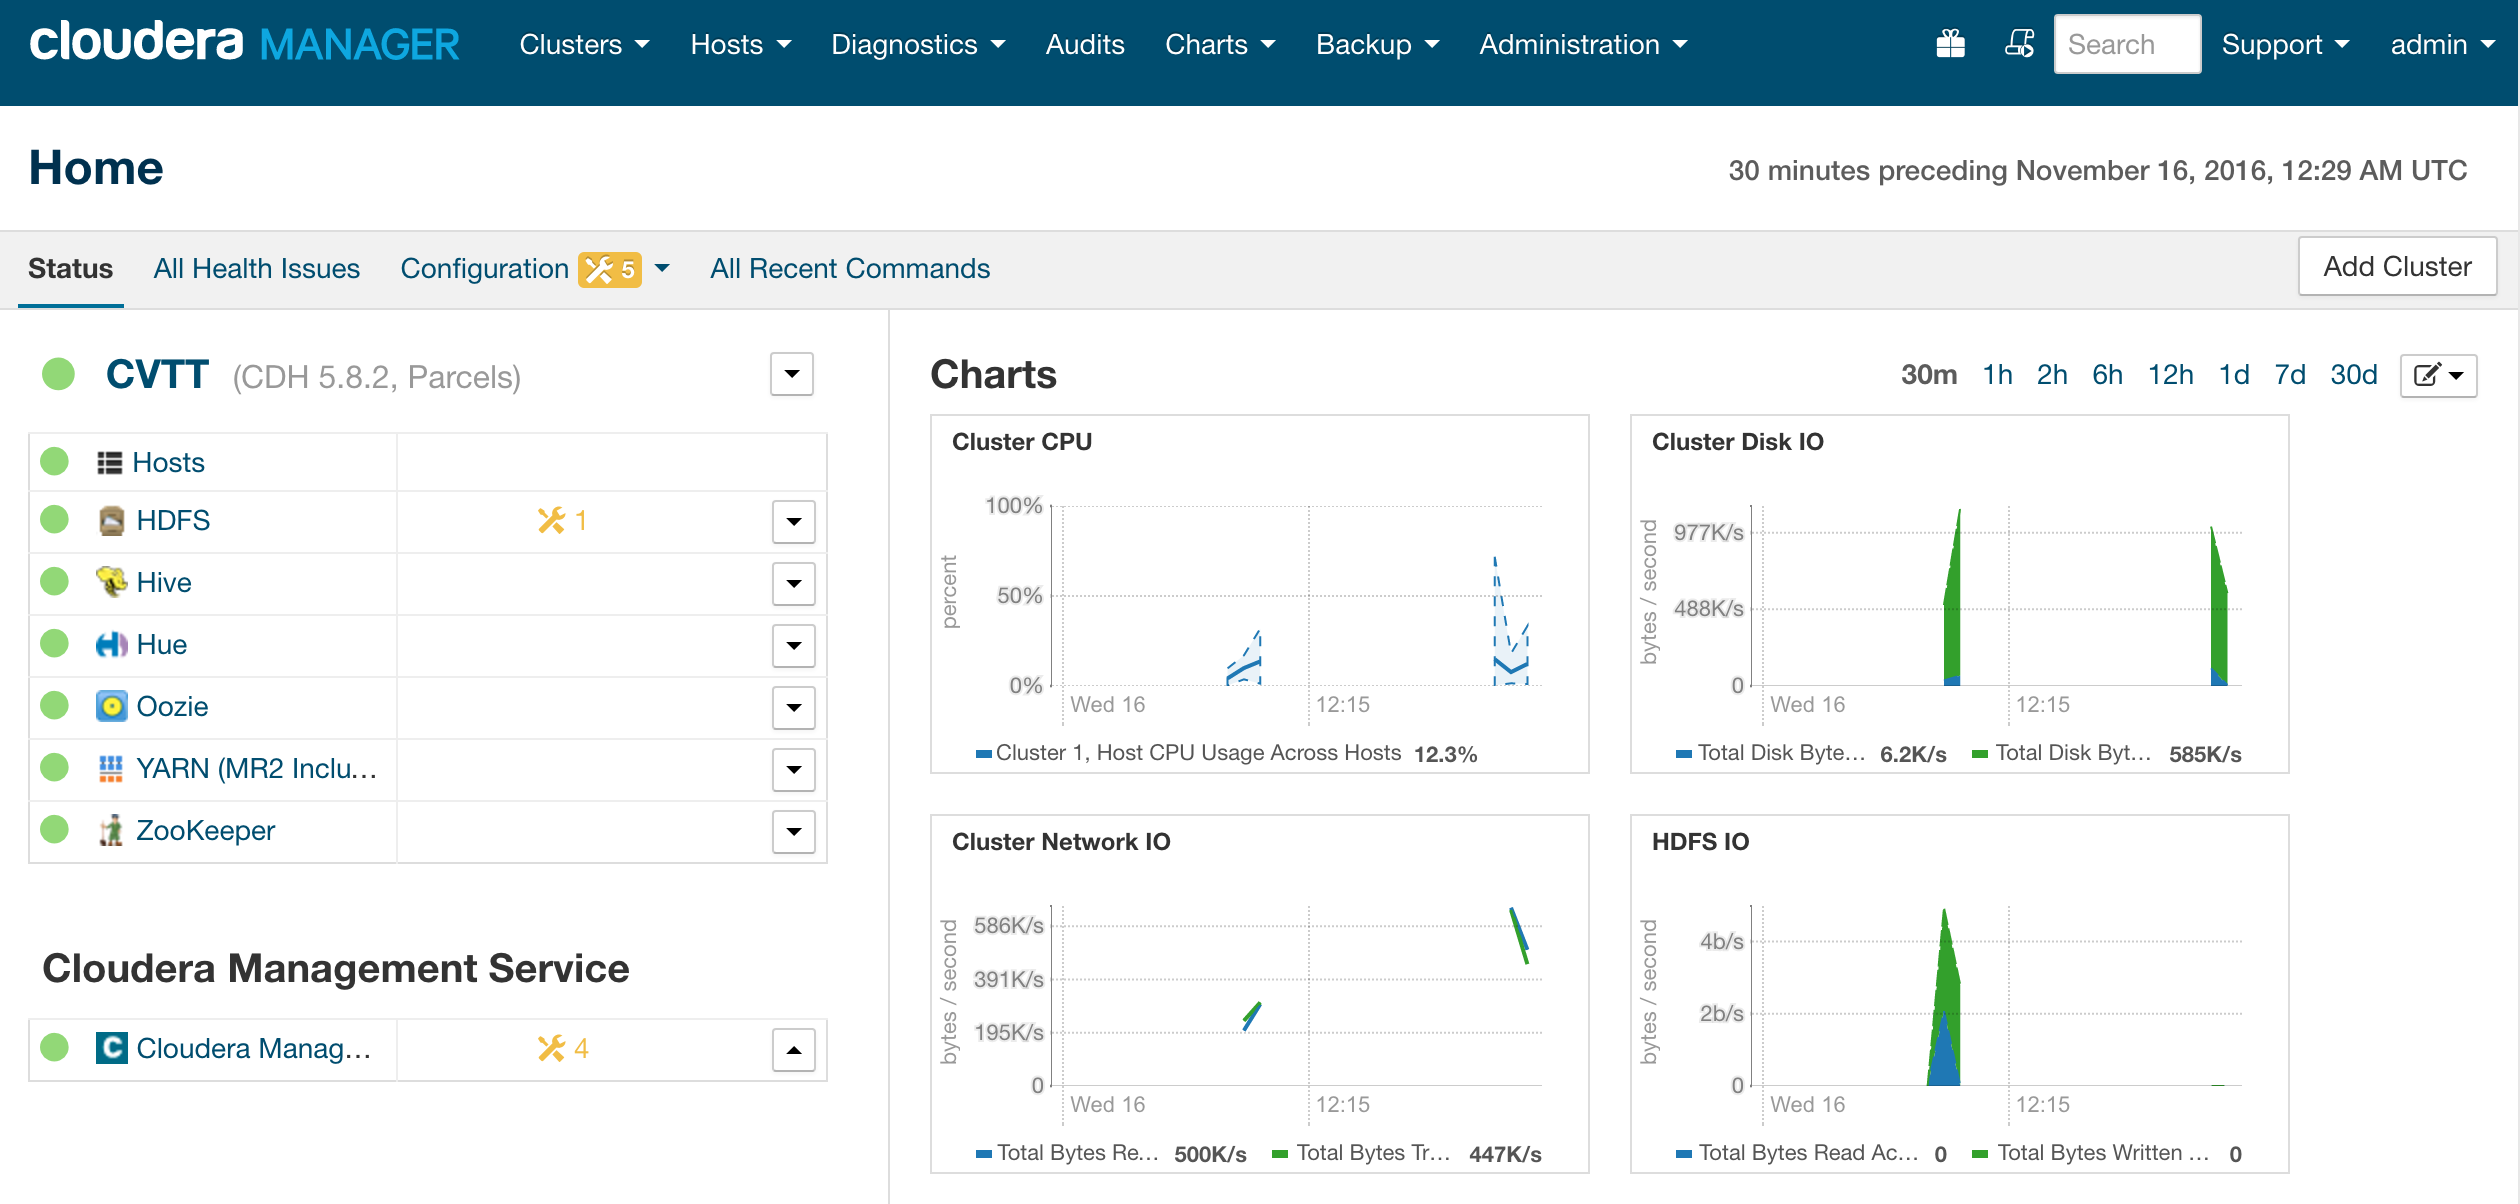 cloudera MANAGER Clusters Hosts Diagnostics Audits Charts Backup Administration Search Support admin
Home
30 minutes preceding November 16, 2016, 12:29 AM UTC
Status All Health Issues Configuration 5 All Recent Commands Add Cluster
CVTT (CDH 5.8.2, Parcels)
Hosts
HDFS 1
Hive
Hue
Oozie
YARN (MR2 Inclu...
ZooKeeper
Cloudera Management Service
C Cloudera Manag... 4
Charts 30m 1h 2h 6h 12h 1d 7d 30d
Cluster CPU
percent
100%
50%
0%
Wed 16 12:15
Cluster 1, Host CPU Usage Across Hosts 12.3%
Cluster Disk IO
bytes / second
977K/s
488K/s
0
Wed 16 12:15
Total Disk Byte... 6.2K/s Total Disk Byt... 585K/s
Cluster Network IO
bytes / second
586K/s
391K/s
195K/s
0
Wed 16 12:15
Total Bytes Re... 500K/s Total Bytes Tr... 447K/s
HDFS IO
bytes / second
4b/s
2b/s
0
Wed 16 12:15
Total Bytes Read Ac... 0 Total Bytes Written ... 0